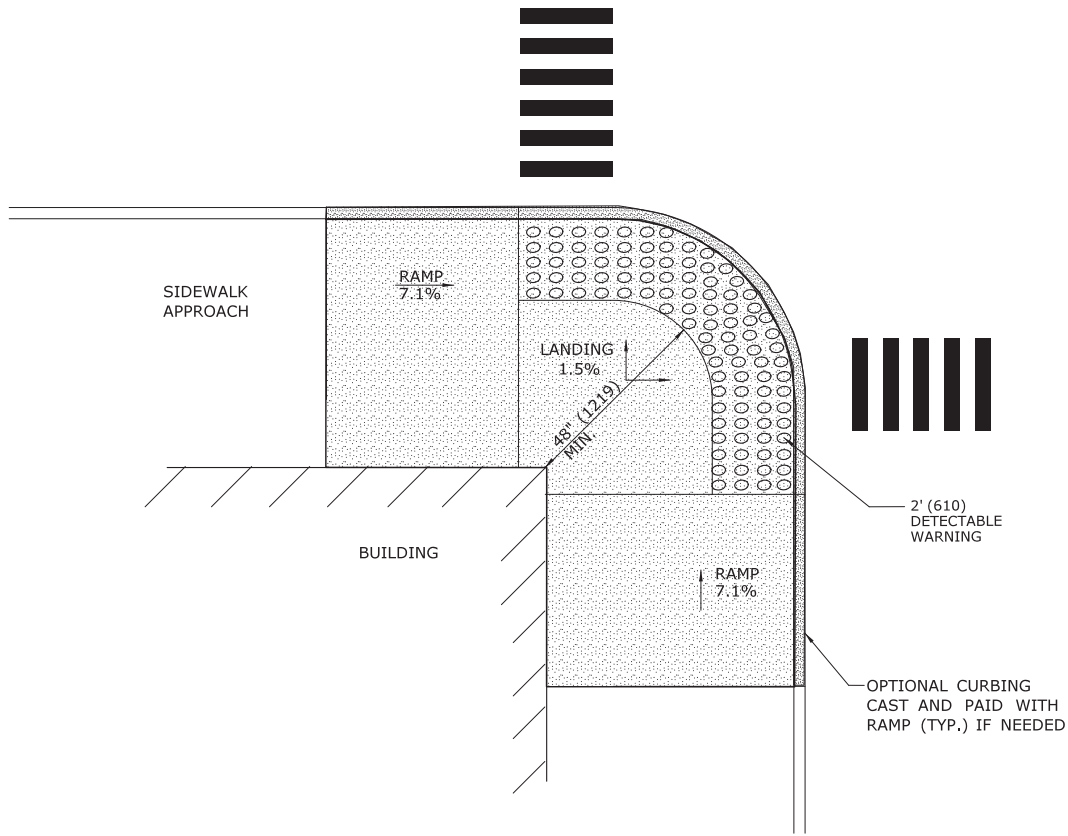 SIDEWALK
APPROACH
RAMP
7.1%
LANDING
1.5%
48" (1219)
MIN.
BUILDING
2' (610)
DETECTABLE
WARNING
RAMP
7.1%
OPTIONAL CURBING
CAST AND PAID WITH
RAMP (TYP.) IF NEEDED